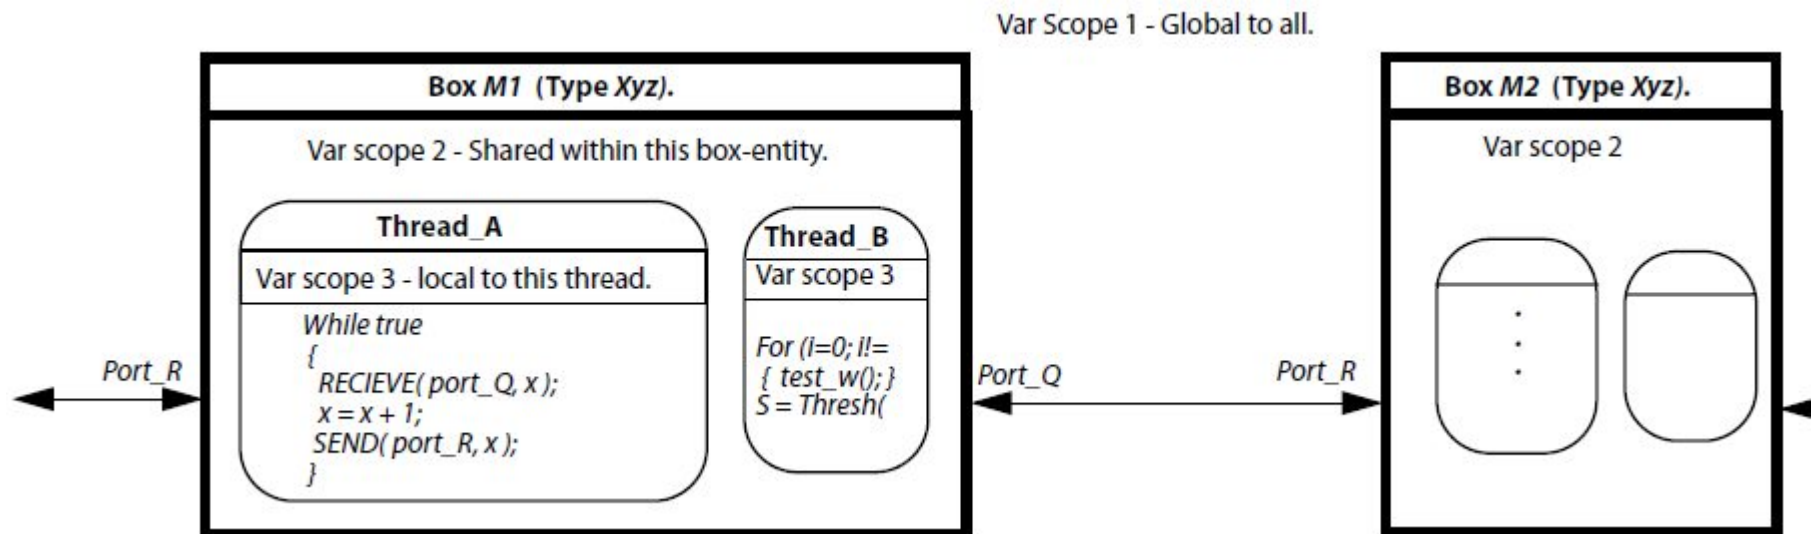 Var Scope 1 - Global to all.
Box M1 (Type Xyz).
Var scope 2 - Shared within this box-entity.
Thread_A
Var scope 3 - local to this thread.
While true
{
RECIEVE( port_Q, x );
x = x + 1;
SEND( port_R, x );
}
Thread_B
Var scope 3
For (i=0; i!=
{ test_w(); }
S = Thresh(
Port_R
Port_Q
Port_R
Box M2 (Type Xyz).
Var scope 2
.
.
.